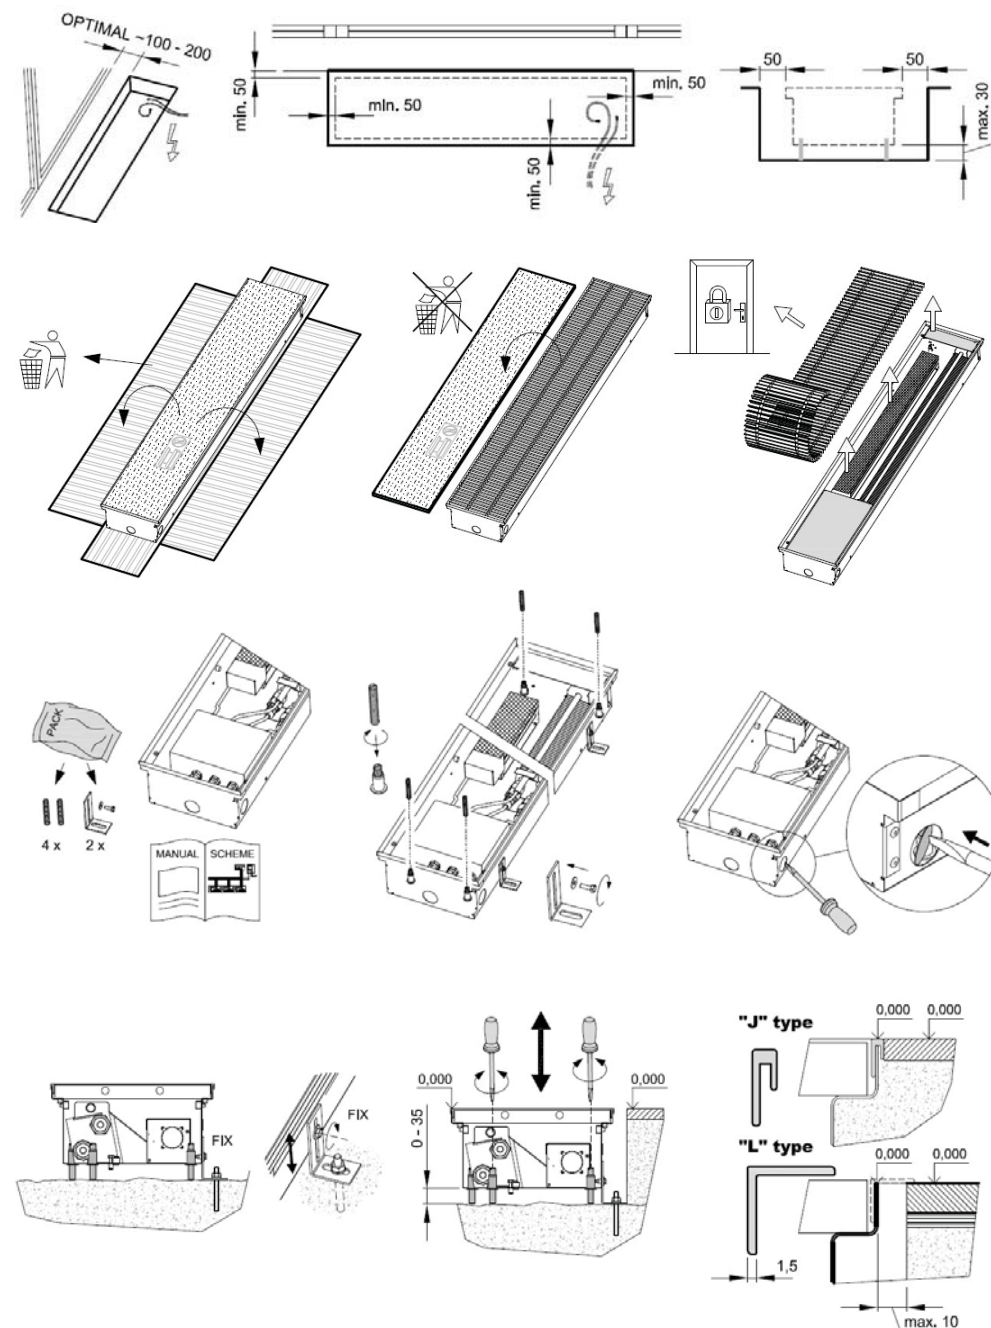 OPTIMAL ~100 - 200
min. 50
min. 50
min. 50
min. 50
50
50
max. 30
PACK
4 x
2 x
MANUAL
SCHEME
FIX
FIX
0,000
0,000
0 - 35
"J" type
0,000
0,000
"L" type
0,000
0,000
1,5
max. 10